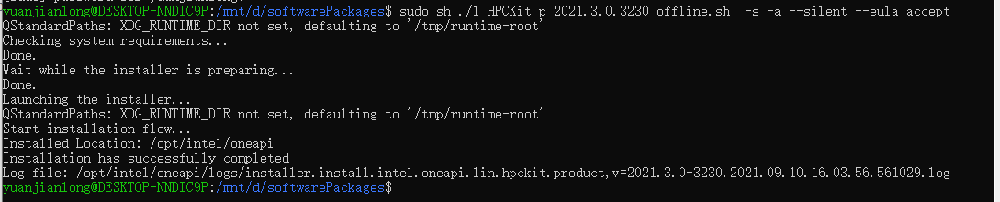 yuanjianlong@DESKTOP-NNDIC9P:/mnt/d/softwarePackages$ sudo sh ./l_HPCKit_p_2021.3.0.3230_offline.sh -s -a --silent --eula accept
QStandardPaths: XDG_RUNTIME_DIR not set, defaulting to '/tmp/runtime-root'
Checking system requirements...
Done.
Wait while the installer is preparing...
Done.
Launching the installer...
QStandardPaths: XDG_RUNTIME_DIR not set, defaulting to '/tmp/runtime-root'
Start installation flow...
Installed Location: /opt/intel/oneapi
Installation has successfully completed
Log file: /opt/intel/oneapi/logs/installer.install.intel.oneapi.lin.hpckit.product,v=2021.3.0-3230.2021.09.10.16.03.56.561029.log
yuanjianlong@DESKTOP-NNDIC9P:/mnt/d/softwarePackages$